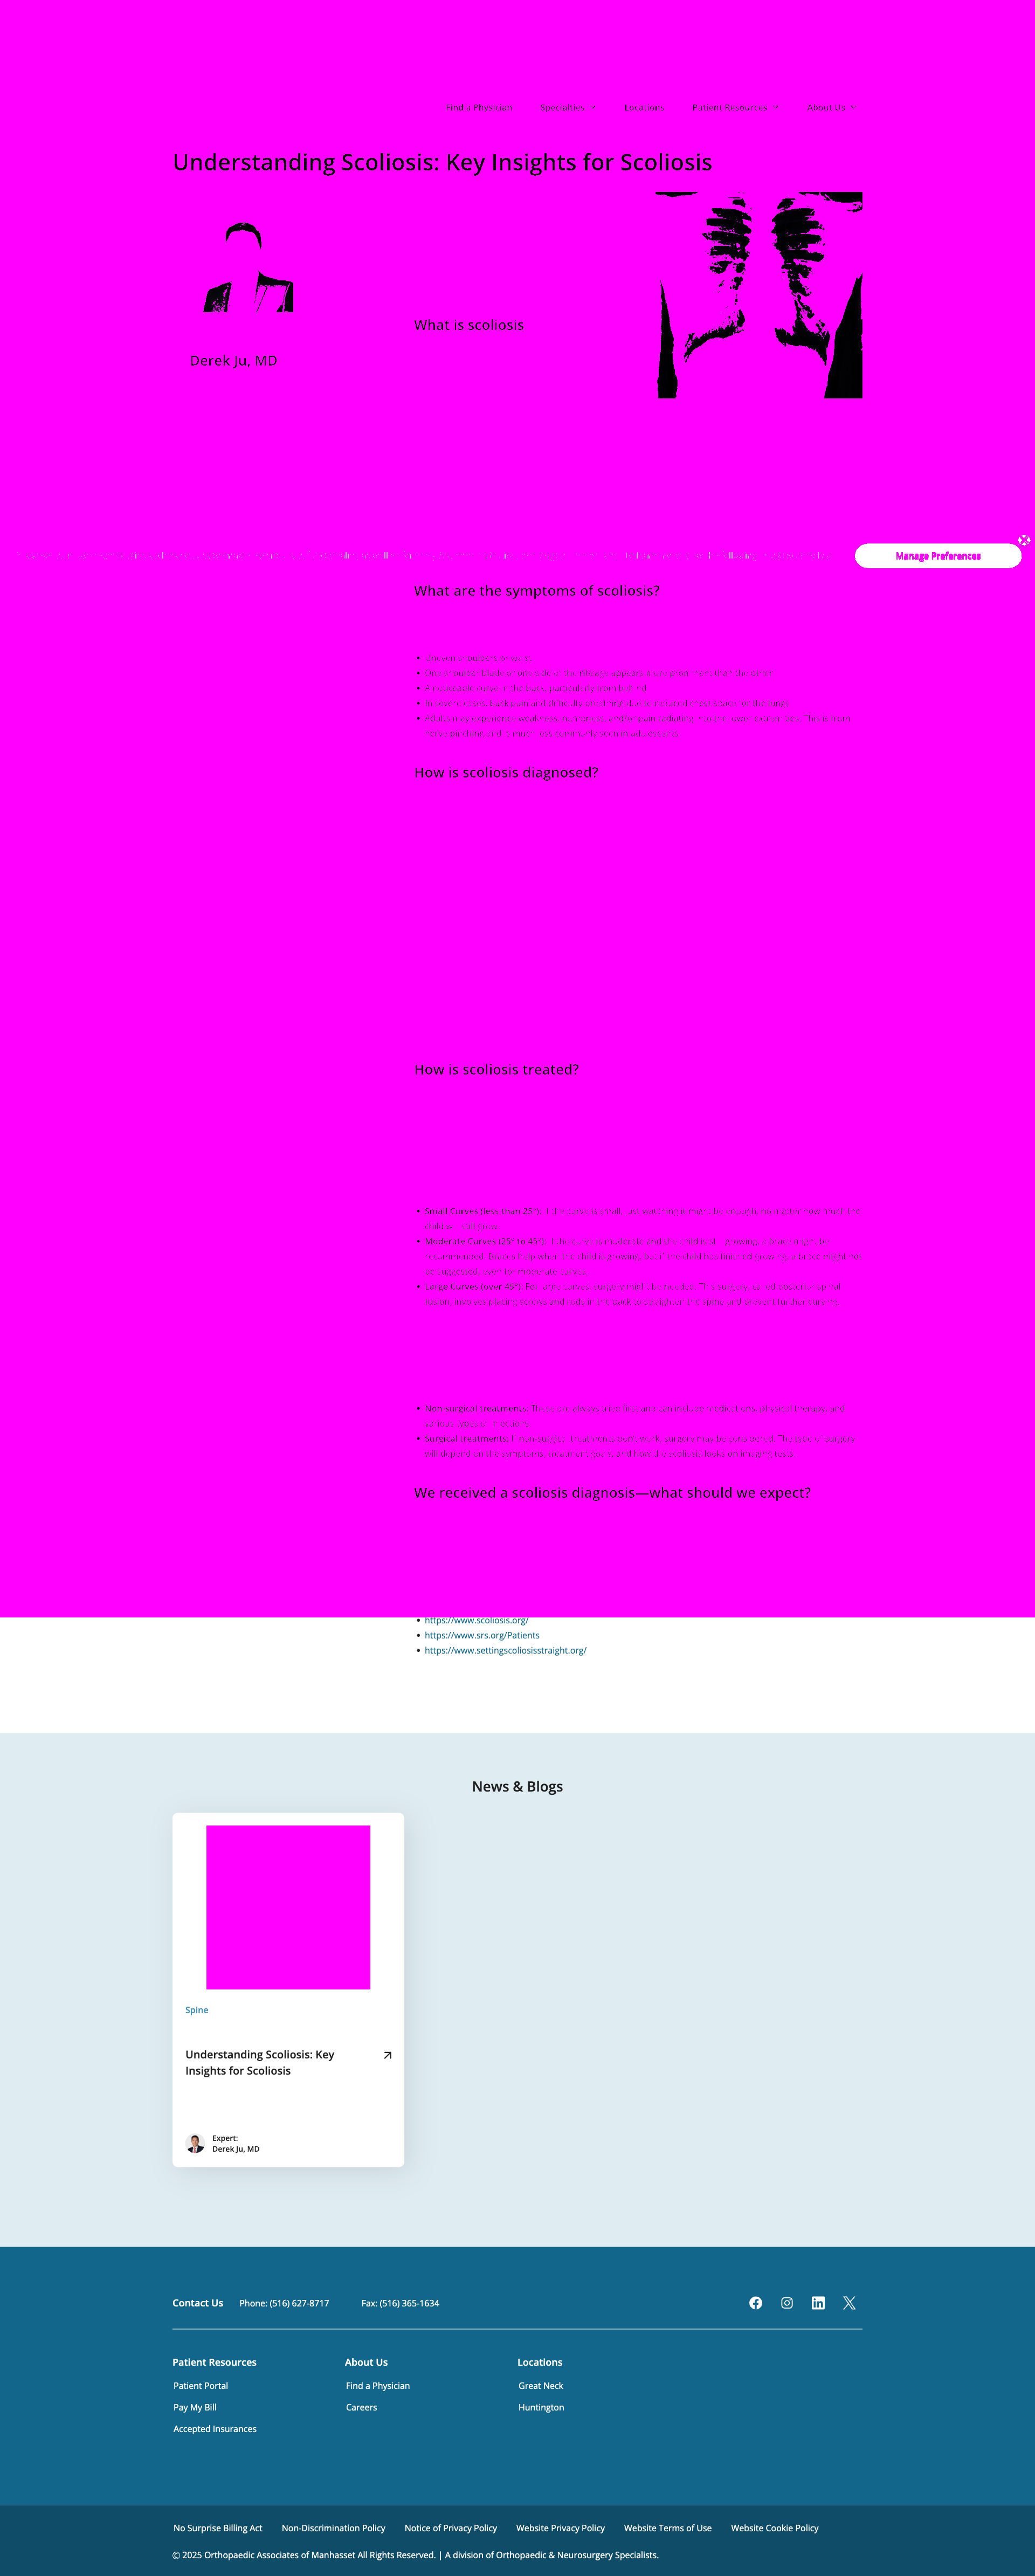 Find a Physician Specialties Locations Patient Resources About Us
Understanding Scoliosis: Key Insights for Scoliosis
What is scoliosis
Derek Ju, MD
Manage Preferences
What are the symptoms of scoliosis?
• Uneven shoulders or waist
• One shoulder blade or one side of the ribcage appears more prominent than the other
• A noticeable curve in the back, particularly from behind
• In severe cases, back pain and difficulty breathing due to reduced chest space for the lungs
• Adults may experience weakness, numbness, and/or pain radiating into the lower extremities. This is from
nerve pinching and is much less commonly seen in adolescents
How is scoliosis diagnosed?
How is scoliosis treated?
• Small Curves (less than 25°): If the curve is small, just watching it might be enough, no matter how much the
child will still grow.
• Moderate Curves (25° to 45°): If the curve is moderate and the child is still growing, a brace might be
recommended. Braces help when the child is growing, but if the child has finished growing, a brace might not
be suggested, even for moderate curves.
• Large Curves (over 45°): For large curves, surgery might be needed. This surgery, called posterior spinal
fusion, involves placing screws and rods in the back to straighten the spine and prevent further curving.
• Non-surgical treatments: These are always tried first and can include medications, physical therapy, and
various types of injections.
• Surgical treatments: If non-surgical treatments don't work, surgery may be considered. The type of surgery
will depend on the symptoms, treatment goals, and how the scoliosis looks on imaging tests.
We received a scoliosis diagnosis—what should we expect?
• https://www.scoliosis.org/
• https://www.srs.org/Patients
• https://www.settingscoliosisstraight.org/
News & Blogs
Spine
Understanding Scoliosis: Key
Insights for Scoliosis
Expert:
Derek Ju, MD
Contact Us Phone: (516) 627-8717 Fax: (516) 365-1634
Patient Resources About Us Locations
Patient Portal Find a Physician Great Neck
Pay My Bill Careers Huntington
Accepted Insurances
No Surprise Billing Act Non-Discrimination Policy Notice of Privacy Policy Website Privacy Policy Website Terms of Use Website Cookie Policy
© 2025 Orthopaedic Associates of Manhasset All Rights Reserved. | A division of Orthopaedic & Neurosurgery Specialists.